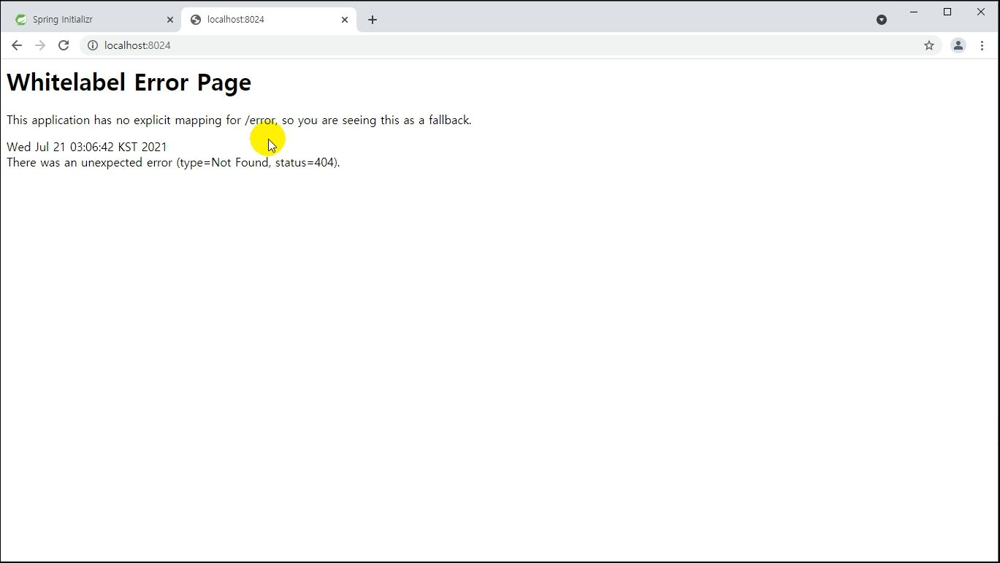 Spring Initializr
localhost:8024
localhost:8024
Whitelabel Error Page
This application has no explicit mapping for /error, so you are seeing this as a fallback.
Wed Jul 21 03:06:42 KST 2021
There was an unexpected error (type=Not Found, status=404).